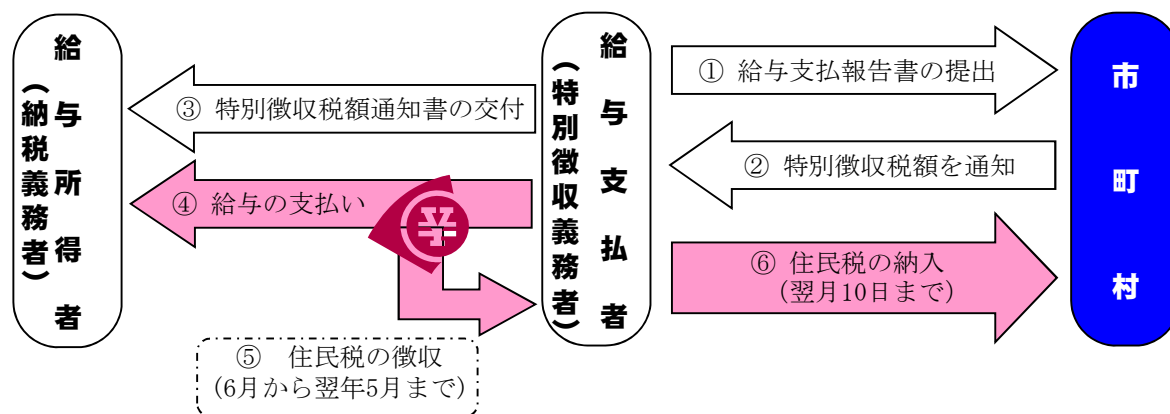 給与所得者
(納税義務者)
給与支払者
(特別徴収義務者)
市町村
① 給与支払報告書の提出
② 特別徴収税額を通知
③ 特別徴収税額通知書の交付
④ 給与の支払い
⑤ 住民税の徴収
(6月から翌年5月まで)
⑥ 住民税の納入
(翌月10日まで)